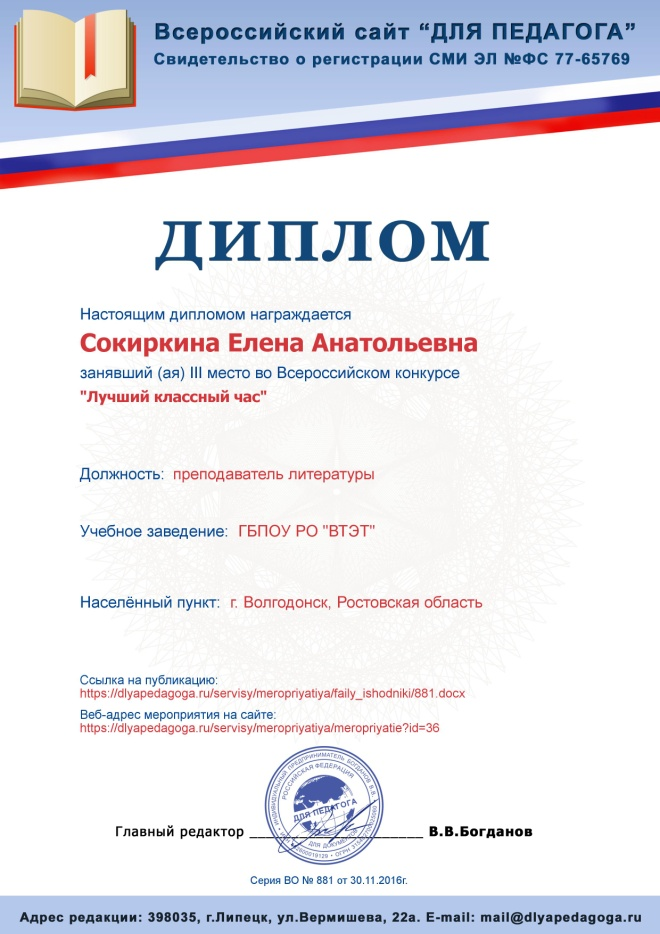 Всероссийский сайт “ДЛЯ ПЕДАГОГА”
Свидетельство о регистрации СМИ ЭЛ №ФС 77-65769
ДИПЛОМ
Настоящим дипломом награждается
Сокиркина Елена Анатольевна
занявший (ая) III место во Всероссийском конкурсе
"Лучший классный час"
Должность: преподаватель литературы
Учебное заведение: ГБПОУ РО "ВТЭТ"
Населённый пункт: г. Волгодонск, Ростовская область
Ссылка на публикацию:
https://dlyapedagoga.ru/servisy/meropriyatiya/faily_ishodniki/881.docx
Веб-адрес мероприятия на сайте:
https://dlyapedagoga.ru/servisy/meropriyatiya/meropriyatie?id=36
ИНДИВИДУАЛЬНЫЙ ПРЕДПРИНИМАТЕЛЬ БОГДАНОВ В.В.
РОССИЙСКАЯ ФЕДЕРАЦИЯ
ДЛЯ ПЕДАГОГА
ДЛЯ ДОКУМЕНТОВ
Главный редактор В.В.Богданов
Серия ВО № 881 от 30.11.2016г.
Адрес редакции: 398035, г.Липецк, ул.Вермишева, 22а. E-mail: mail@dlyapedagoga.ru